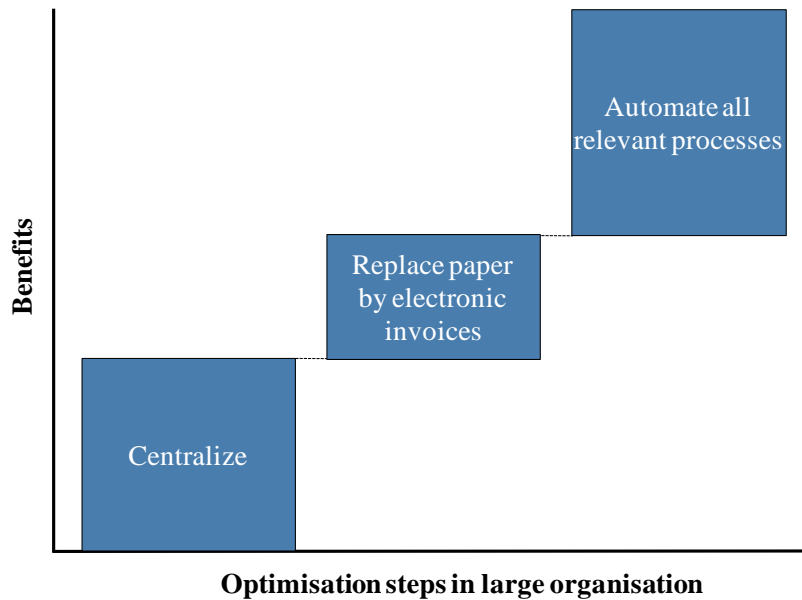 Automate all
relevant processes
Replace paper
by electronic
invoices
Centralize
Benefits
Optimisation steps in large organisation